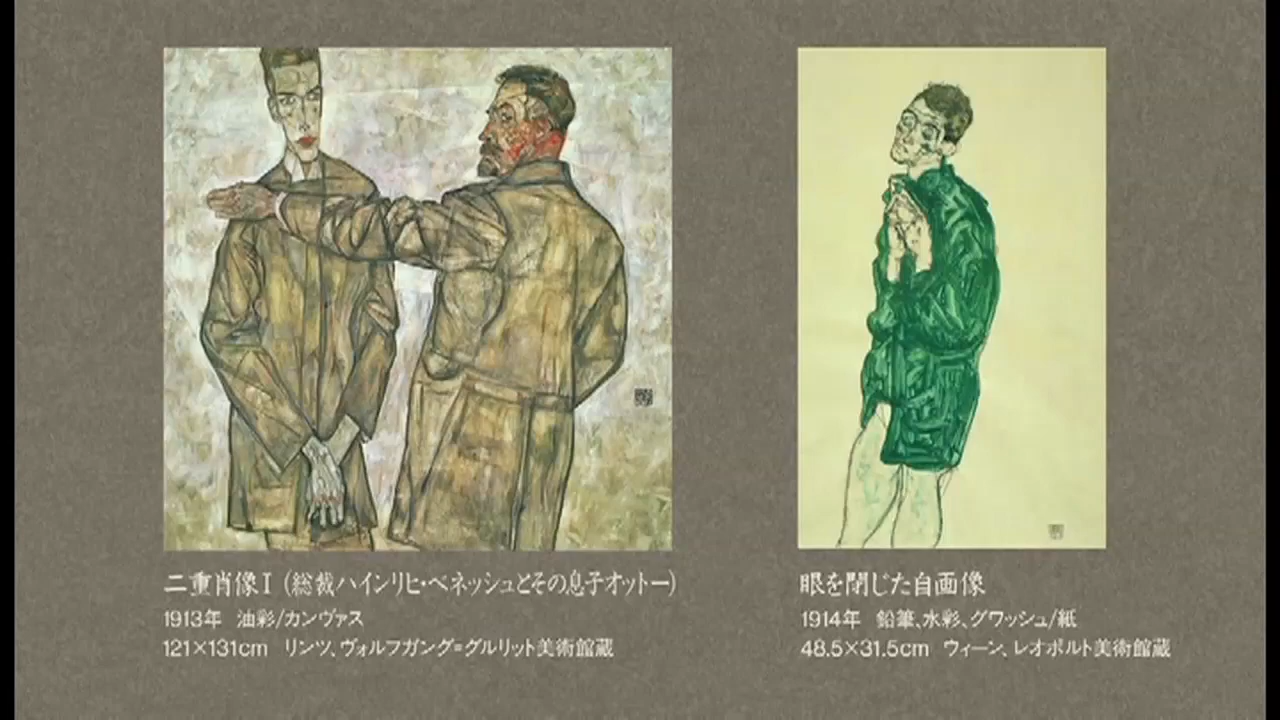 二重肖像Ⅰ(総裁ハインリヒ・ベネッシュとその息子オットー)
1913年 油彩/カンヴァス
121×131cm リンツ、ヴォルフガング=グルリット美術館蔵
眼を閉じた自画像
1914年 鉛筆、水彩、グワッシュ/紙
48.5×31.5cm ウィーン、レオポルト美術館蔵